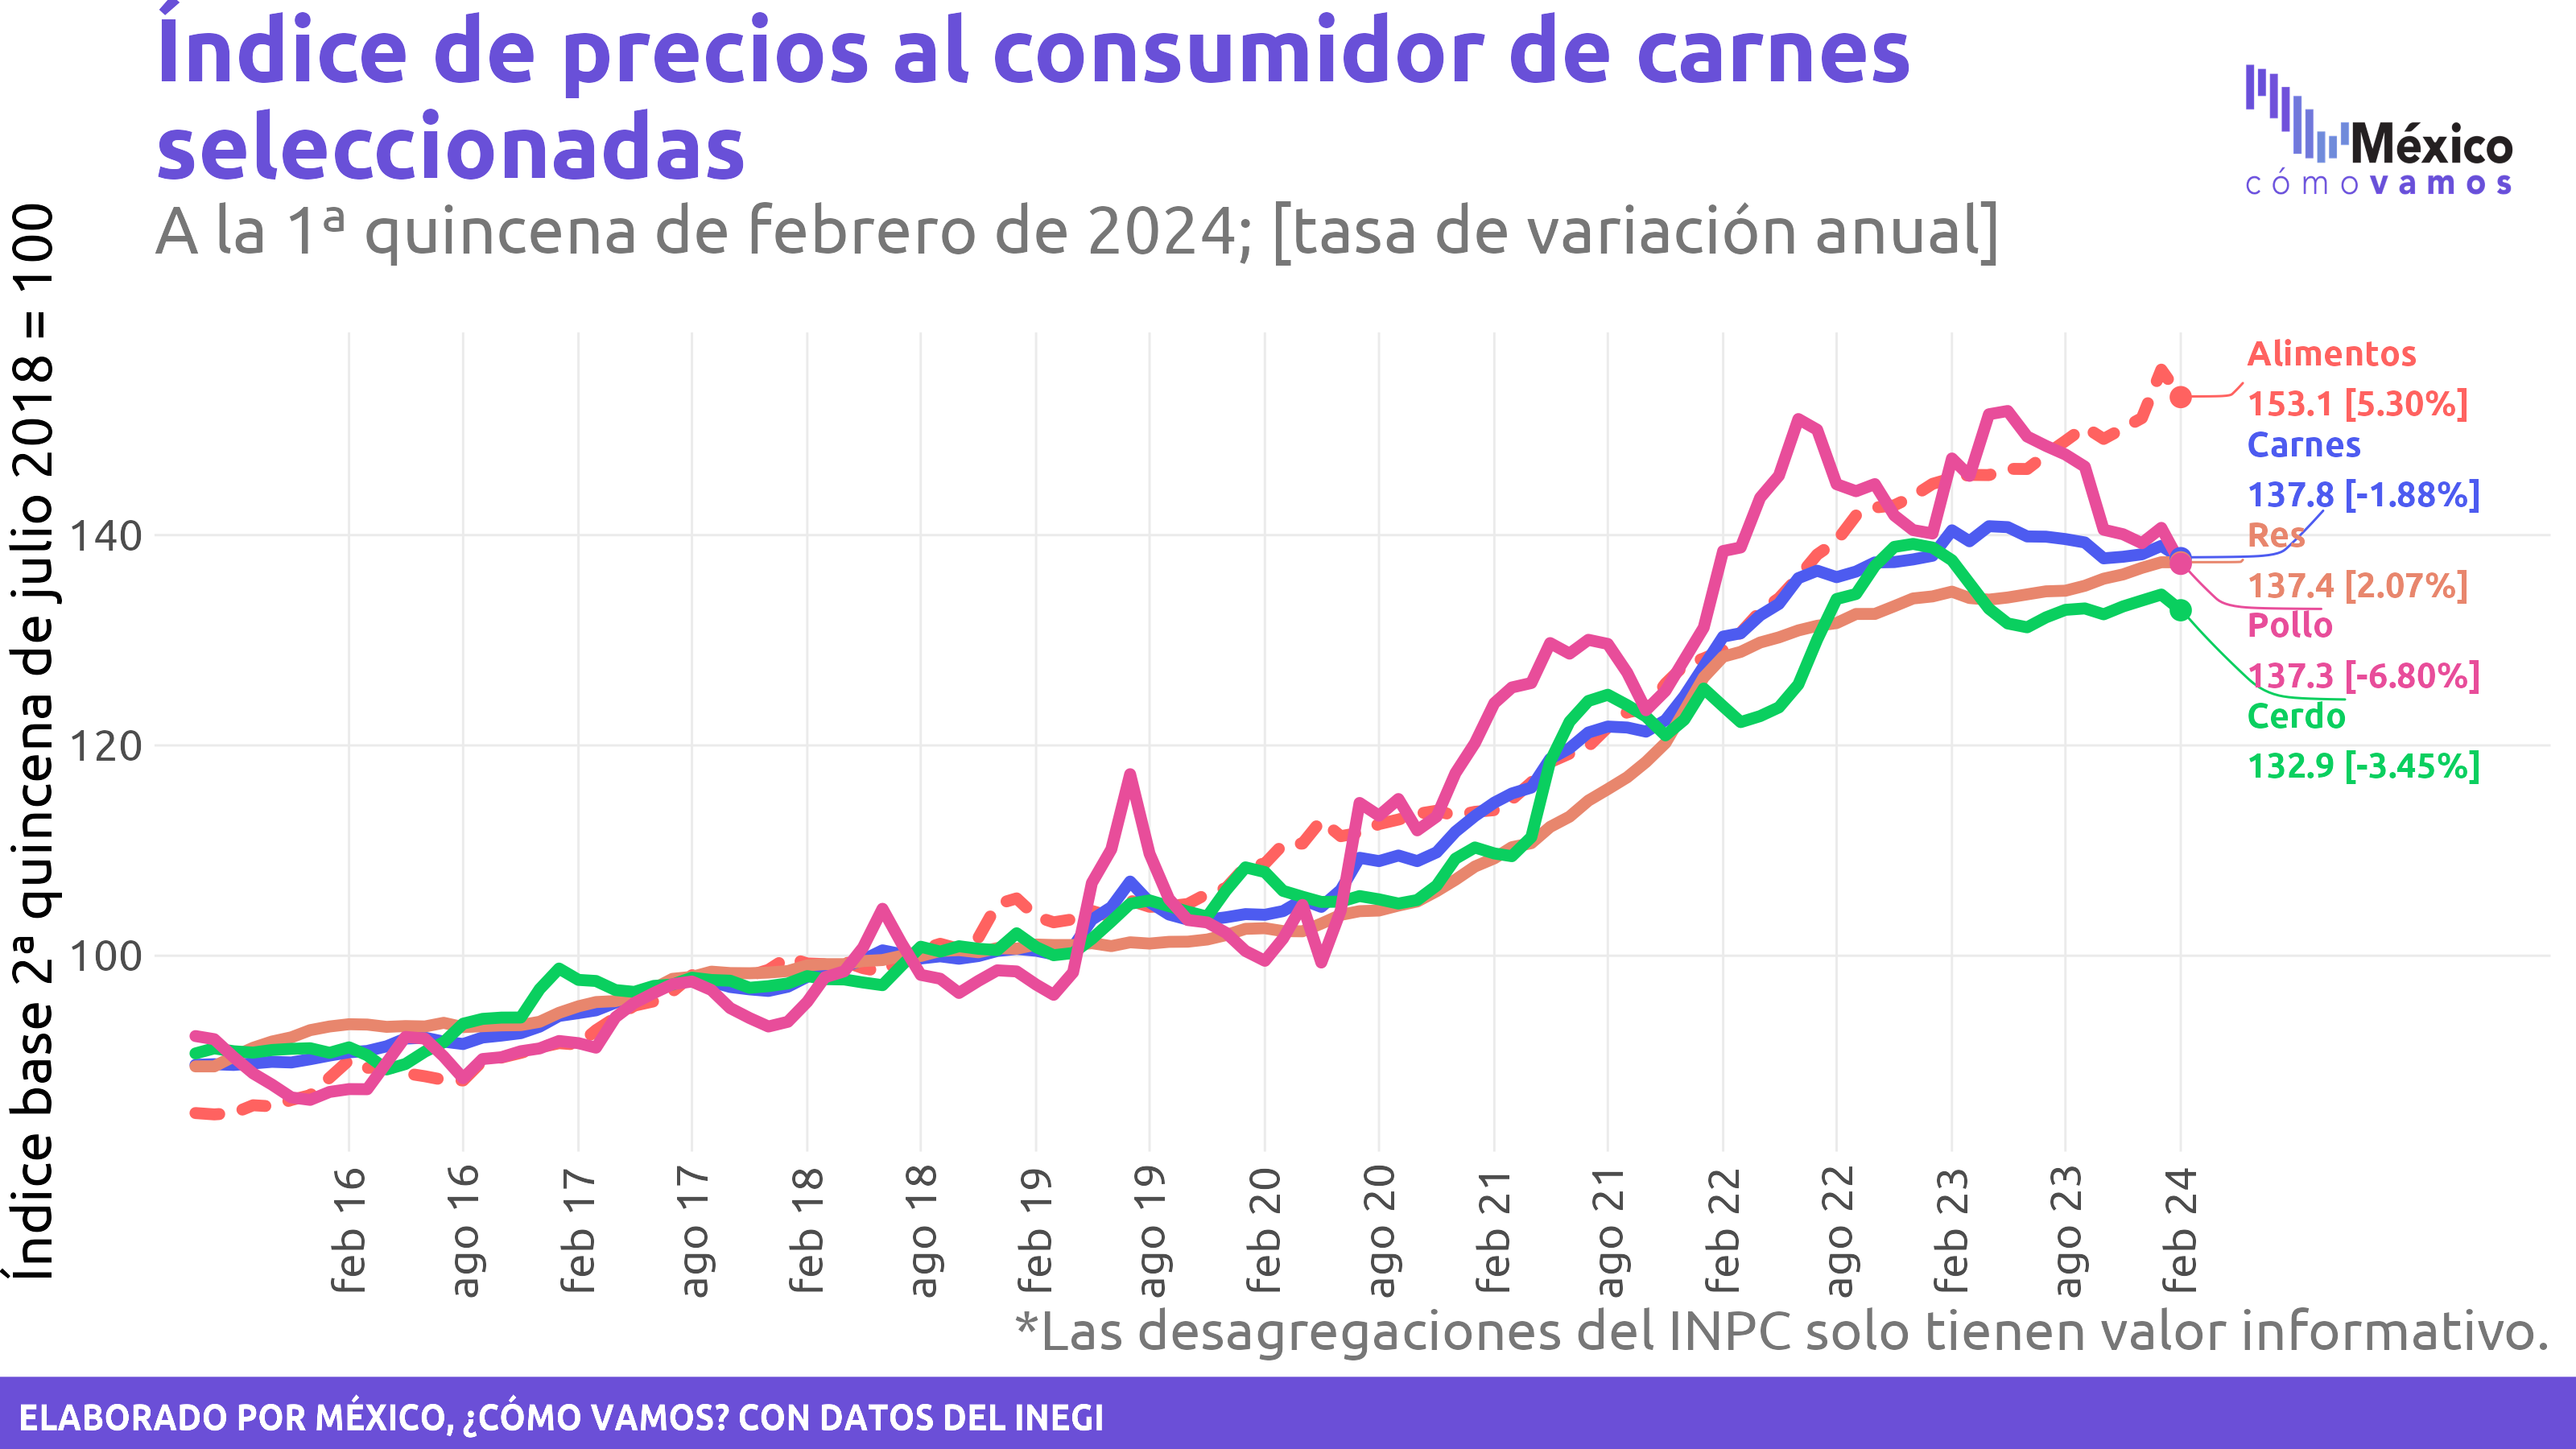 Índice de precios al consumidor de carnes
seleccionadas
A la 1ª quincena de febrero de 2024; [tasa de variación anual]
México
cómo vamos
Índice base 2ª quincena de julio 2018 = 100
140
120
100
Alimentos
153.1 [5.30%]
Carnes
137.8 [-1.88%]
Res
137.4 [2.07%]
Pollo
137.3 [-6.80%]
Cerdo
132.9 [-3.45%]
feb 16
ago 16
feb 17
ago 17
feb 18
ago 18
feb 19
ago 19
feb 20
ago 20
feb 21
ago 21
feb 22
ago 22
feb 23
ago 23
feb 24
*Las desagregaciones del INPC solo tienen valor informativo.
ELABORADO POR MÉXICO, ¿CÓMO VAMOS? CON DATOS DEL INEGI